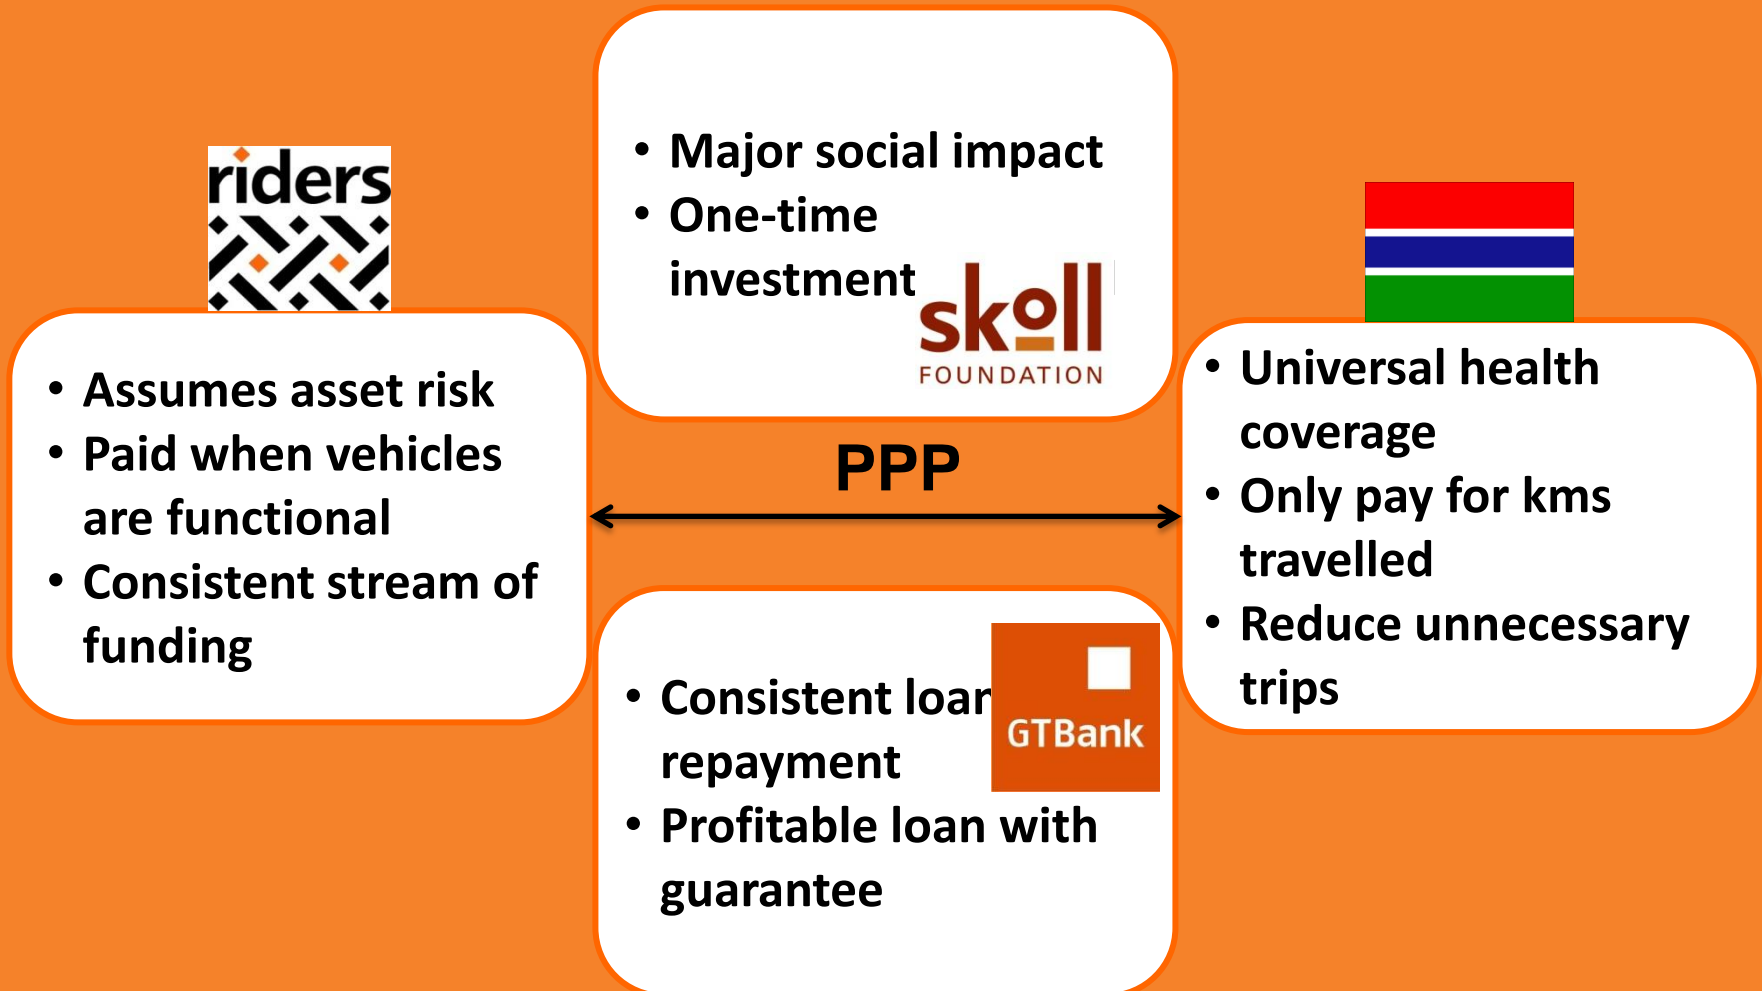 riders
• Assumes asset risk
• Paid when vehicles
are functional
• Consistent stream of
funding
• Major social impact
• One-time
investment
skoll
FOUNDATION
PPP
• Consistent loan
repayment
• Profitable loan with
guarantee
GTBank
• Universal health
coverage
• Only pay for kms
travelled
• Reduce unnecessary
trips